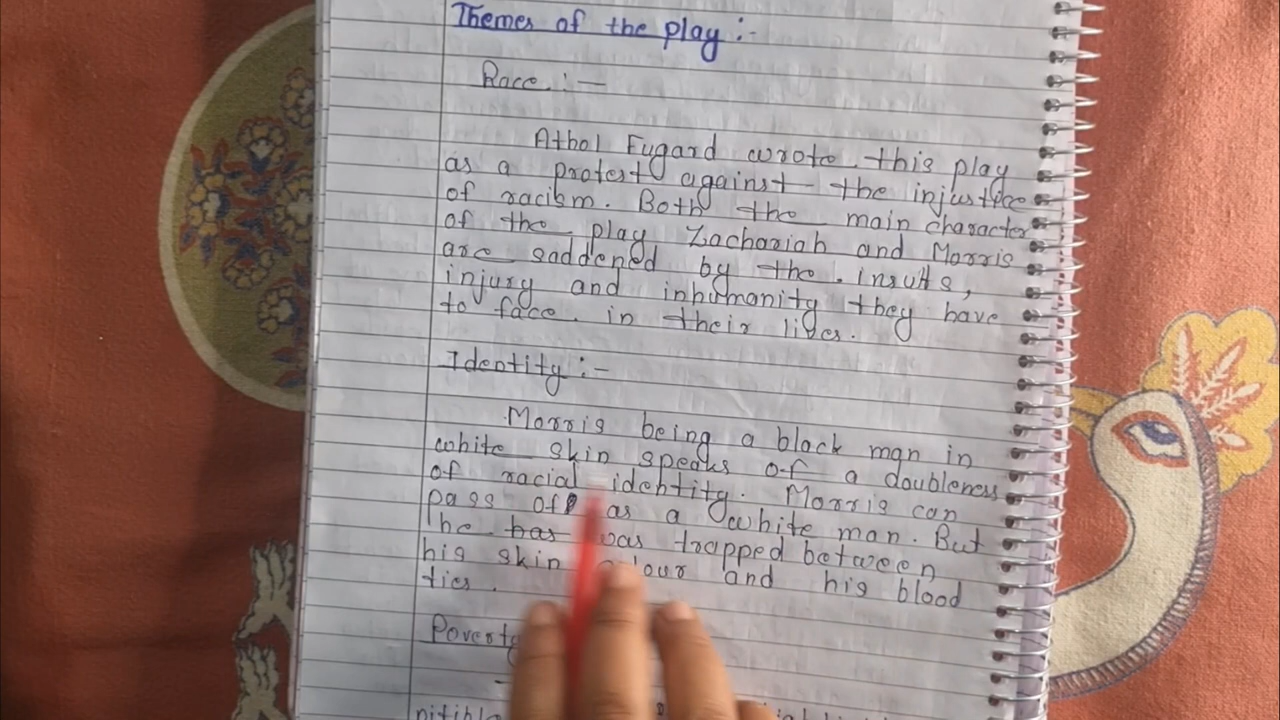 Themes of the play :-
Race :-
Athol Fugard wrote this play
as a protest against the injustice
of racism. Both the main character
of the play Zachariah and Morris
are saddened by the insults,
injury and inhumanity they have
to face in their lives.
Identity :-
Morris being a black man in
white skin speaks of a doubleness
of racial identity. Morris can
pass off as a white man. But
he has was trapped between
his skin colour and his blood
ties.
Poverty